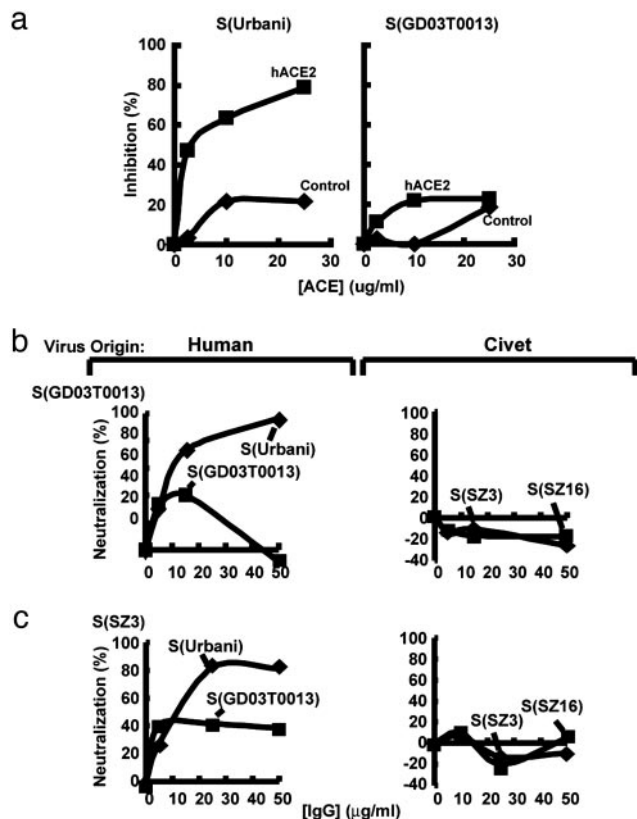 a
S(Urbani) S(GD03T0013)
Inhibition (%)
100
80
60
40
20
0
hACE2
Control
hACE2
Control
0 10 20 30 0 10 20 30
[ACE] (ug/ml)
b
Virus Origin: Human Civet
S(GD03T0013)
Neutralization (%)
100
80
60
40
20
0
S(Urbani)
S(GD03T0013)
0 10 20 30 40 50
100
80
60
40
20
0
-20
-40
S(SZ3)
S(SZ16)
0 10 20 30 40 50
c
S(SZ3)
Neutralization (%)
100
80
60
40
20
0
S(Urbani)
S(GD03T0013)
0 10 20 30 40 50
100
80
60
40
20
0
-20
-40
S(SZ3)
S(SZ16)
0 10 20 30 40 50
[IgG] (μg/ml)